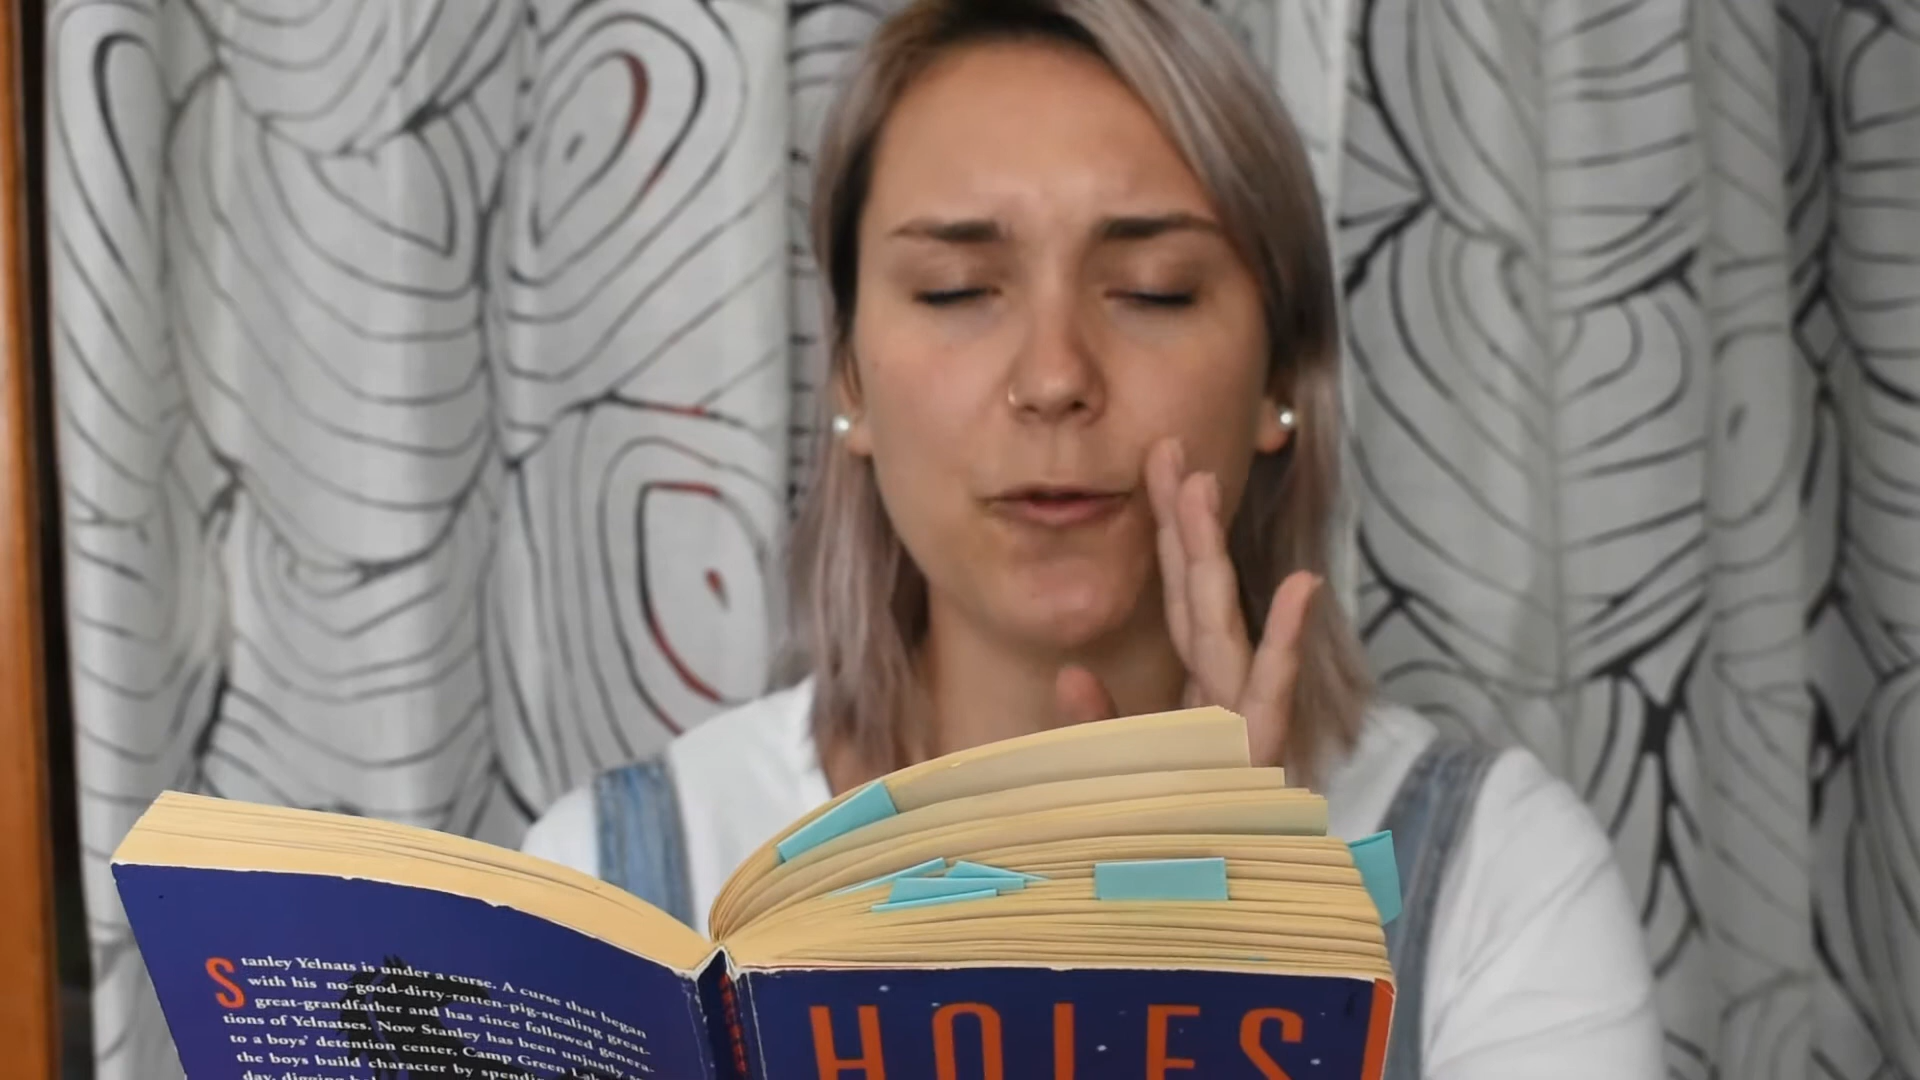 Stanley Yelnats is under a curse. A curse that began
with his no-good-dirty-rotten-pig-stealing great-
great-grandfather and has since followed genera-
tions of Yelnatses. Now Stanley has been unjustly
to a boys' detention center, Camp Green
the boys build character by
day, digging
HOLES